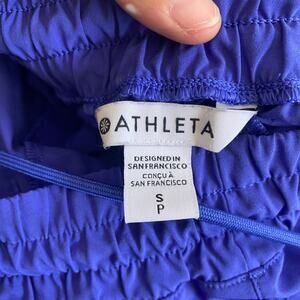 ATHLETA
DESIGNED IN
SAN FRANCISCO
CONÇU À
SAN FRANCISCO
S
P